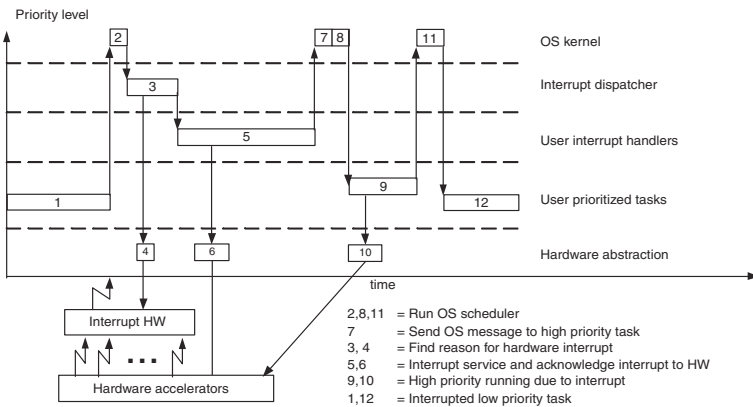 Priority level
2
7
8
11
OS kernel
3
Interrupt dispatcher
5
User interrupt handlers
1
9
12
User prioritized tasks
4
6
10
Hardware abstraction
time
Interrupt HW
Hardware accelerators
2,8,11 = Run OS scheduler
7 = Send OS message to high priority task
3, 4 = Find reason for hardware interrupt
5,6 = Interrupt service and acknowledge interrupt to HW
9,10 = High priority running due to interrupt
1,12 = Interrupted low priority task